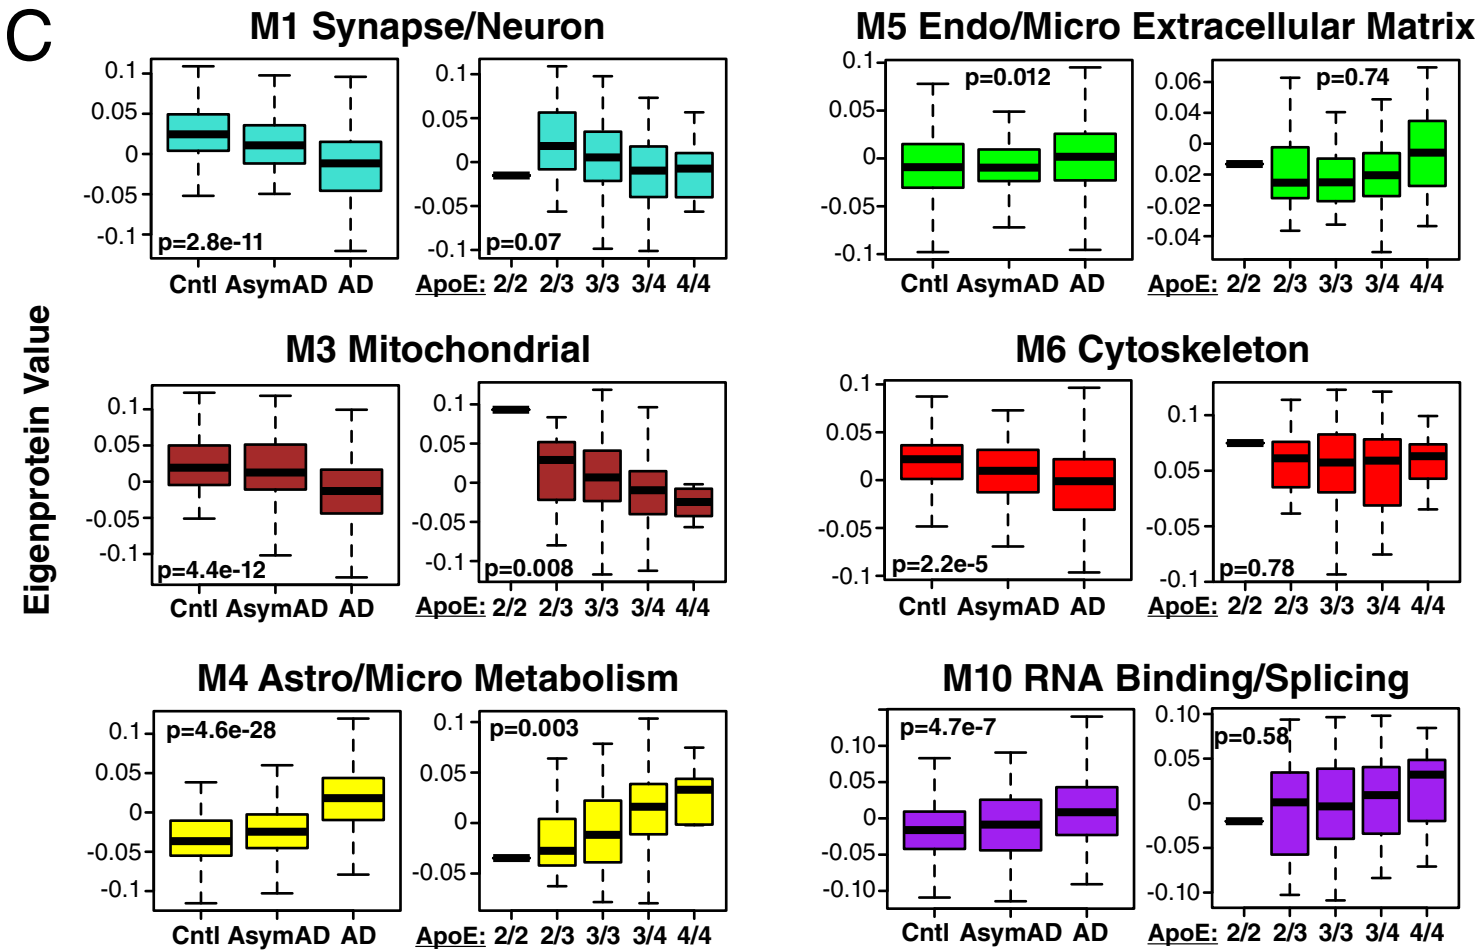 C
M1 Synapse/Neuron
0.1
0.05
0
-0.05
-0.1
p=2.8e-11
Cntl AsymAD AD
0.1
0.05
0
-0.05
-0.1
p=0.07
ApoE: 2/2 2/3 3/3 3/4 4/4
M5 Endo/Micro Extracellular Matrix
0.1
0.05
0
-0.05
-0.1
p=0.012
Cntl AsymAD AD
0.06
0.04
0
0.02
-0.02
-0.04
p=0.74
ApoE: 2/2 2/3 3/3 3/4 4/4
Eigenprotein Value
M3 Mitochondrial
0.1
0.05
0
-0.05
-0.1
p=4.4e-12
Cntl AsymAD AD
0.1
0.05
0
-0.05
-0.1
p=0.008
ApoE: 2/2 2/3 3/3 3/4 4/4
M6 Cytoskeleton
0.1
0.05
0
-0.05
-0.1
p=2.2e-5
Cntl AsymAD AD
0.1
0.05
-0.05
-0.1
p=0.78
ApoE: 2/2 2/3 3/3 3/4 4/4
M4 Astro/Micro Metabolism
p=4.6e-28
0.1
0.05
0
-0.05
-0.1
Cntl AsymAD AD
p=0.003
0.1
0.05
0
-0.05
ApoE: 2/2 2/3 3/3 3/4 4/4
M10 RNA Binding/Splicing
p=4.7e-7
0.10
0.05
0
-0.05
-0.10
Cntl AsymAD AD
0.10
p=0.58
0.05
0
-0.05
-0.10
ApoE: 2/2 2/3 3/3 3/4 4/4